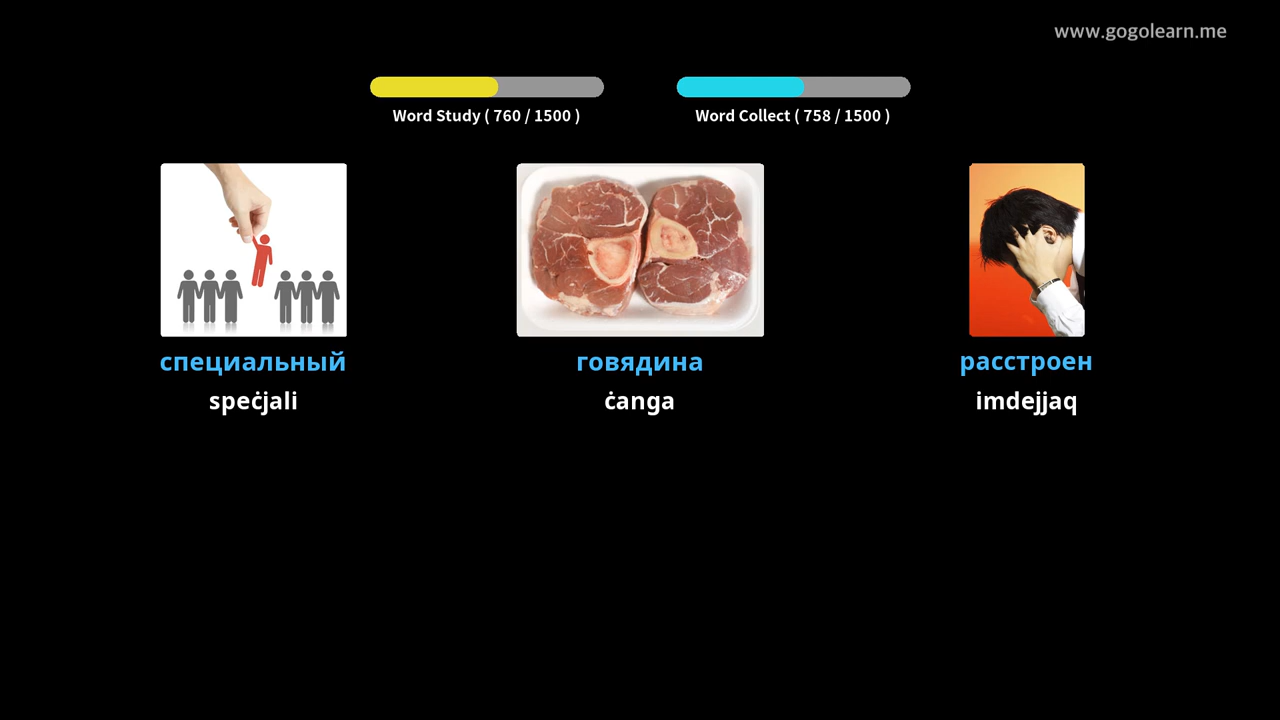 www.gogolearn.me
Word Study ( 760 / 1500 )
Word Collect ( 758 / 1500 )
специальный
говядина
расстроен
speċjali
ċanga
imdejjaq